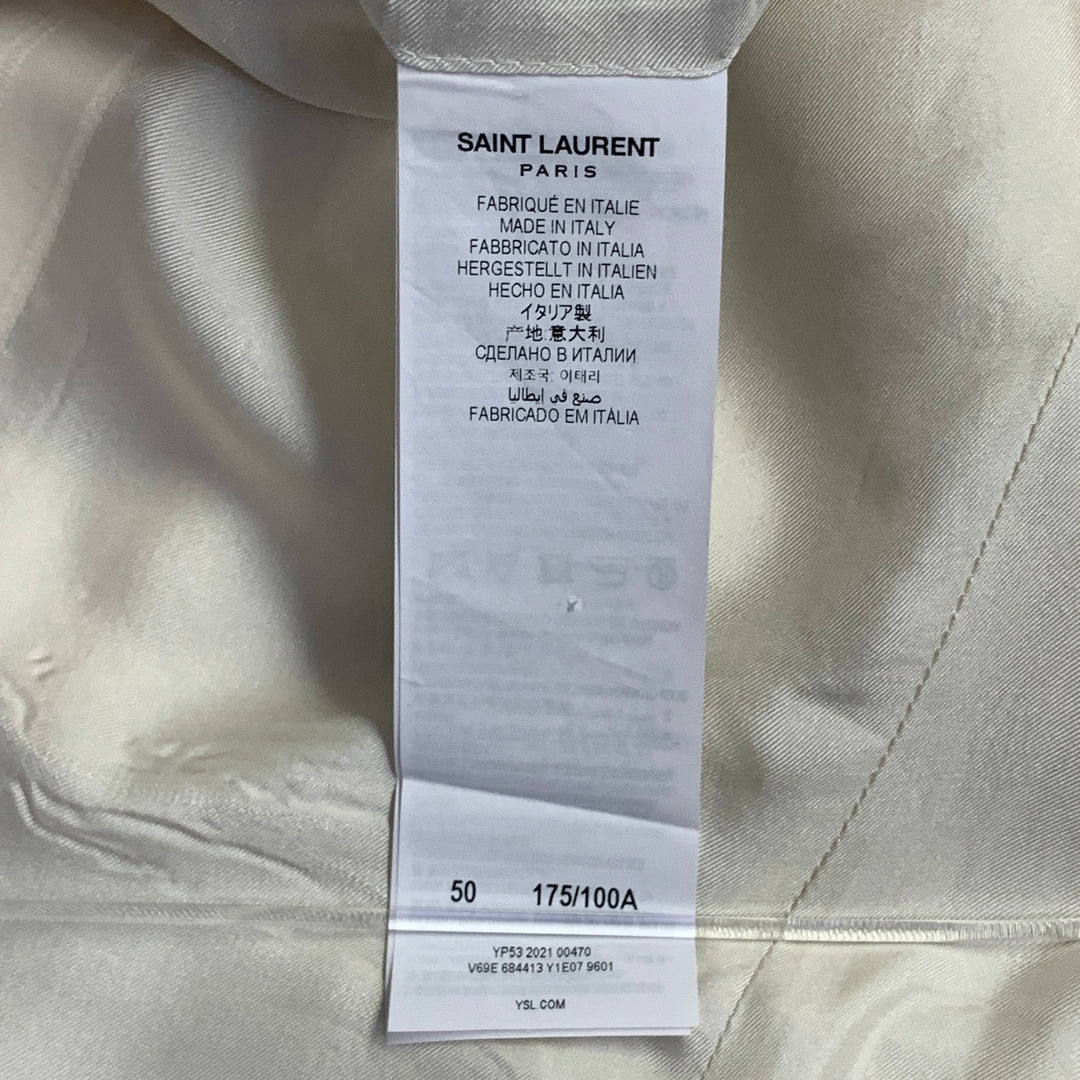 SAINT LAURENT
PARIS
FABRIQUÉ EN ITALIE
MADE IN ITALY
FABBRICATO IN ITALIA
HERGESTELLT IN ITALIEN
HECHO EN ITALIA
イタリア製
产地:意大利
СДЕЛАНО В ИТАЛИИ
제조국: 이태리
صنع في إيطاليا
FABRICADO EM ITÁLIA
50 175/100A
YP53 2021 00470
V69E 684413 Y1E07 9601
YSL.COM